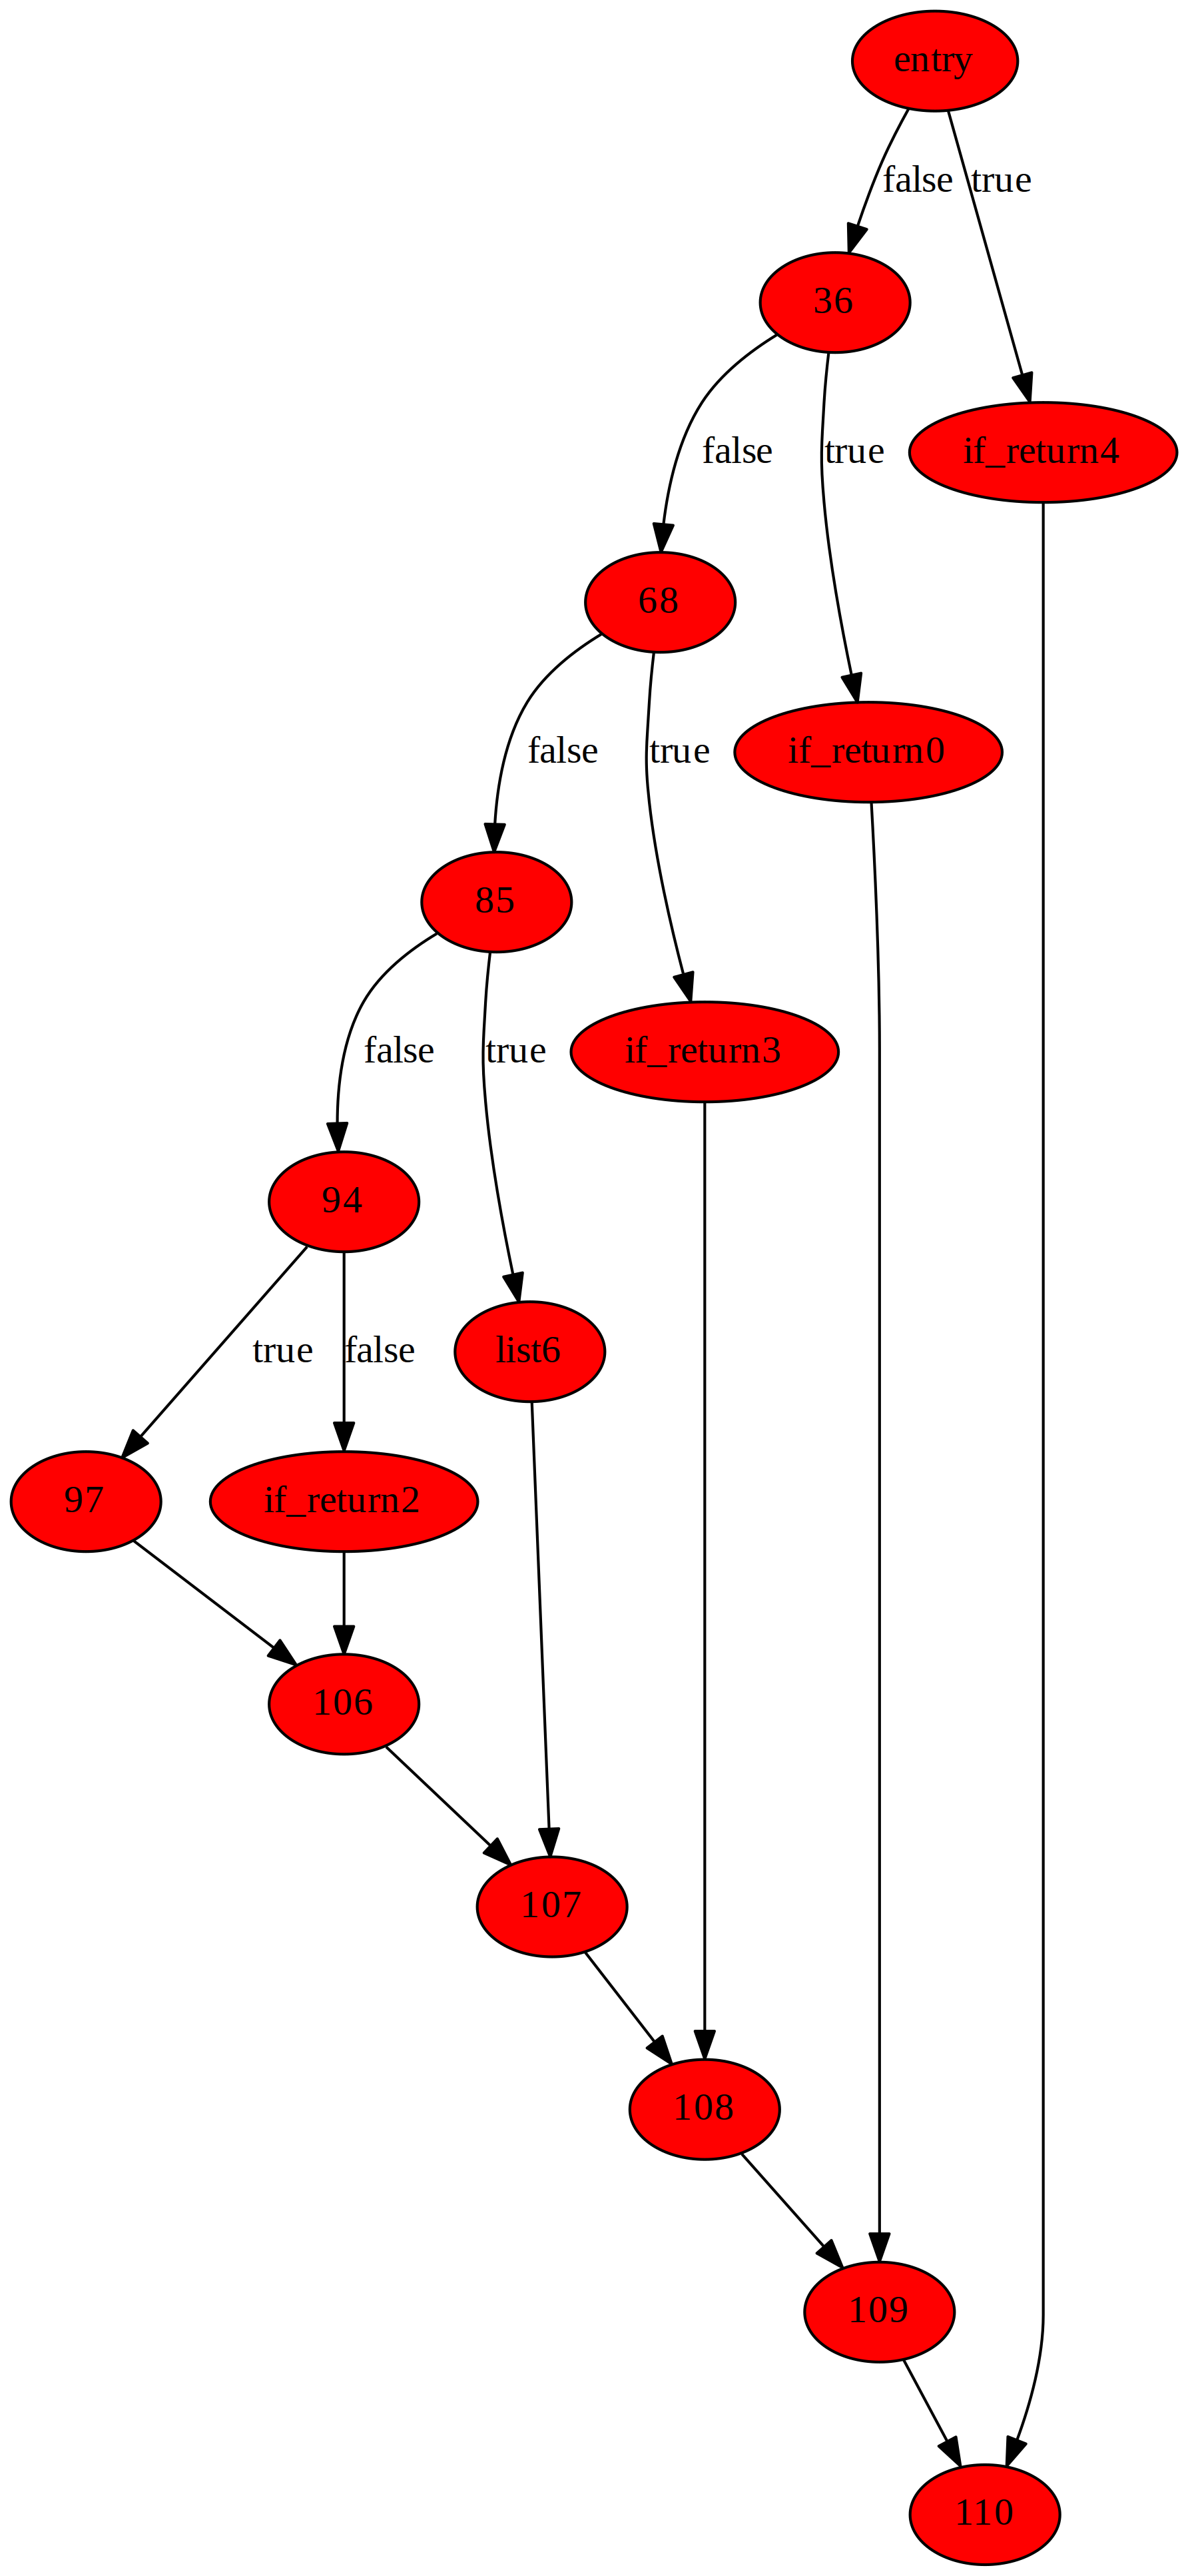 entry
false
true
36
false
true
if_return4
68
false
true
if_return0
85
false
true
if_return3
94
true
false
list6
97
if_return2
106
107
108
109
110